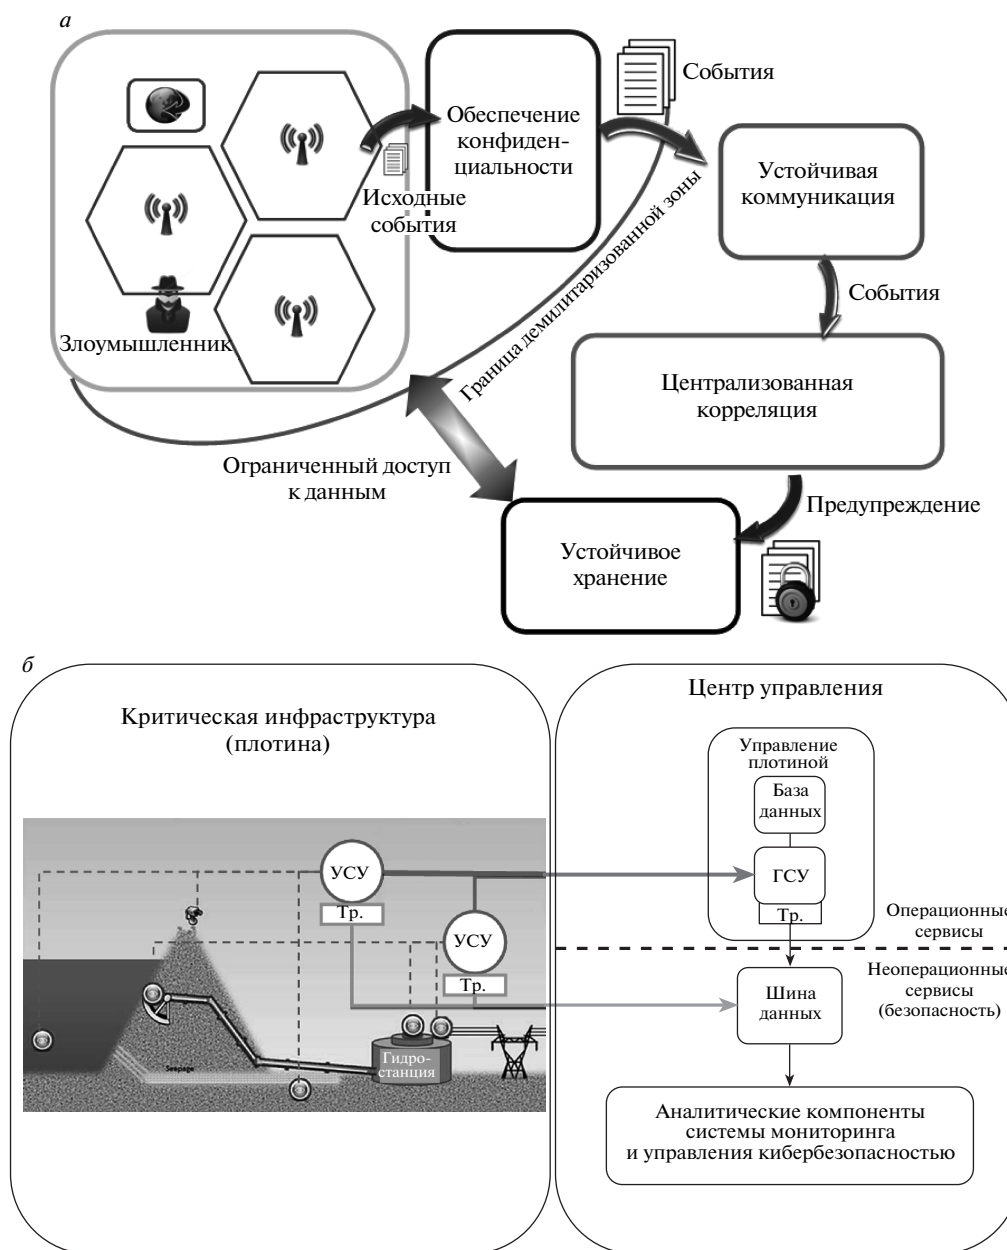 а
События
Обеспечение
конфиден-
циальности
Устойчивая
коммуникация
Исходные
события
Граница демилитаризованной зоны
События
Злоумышленник
Централизованная
корреляция
Ограниченный доступ
к данным
Предупреждение
Устойчивое
хранение
б
Критическая инфраструктура
(плотина)
Центр управления
Управление
плотиной
База
данных
УСУ
ГСУ
Тр.
Тр.
УСУ
Операционные
сервисы
Тр.
Неоперационные
сервисы
(безопасность)
Шина
данных
Гидро-
станция
Seepage
Аналитические компоненты
системы мониторинга
и управления кибербезопасностью